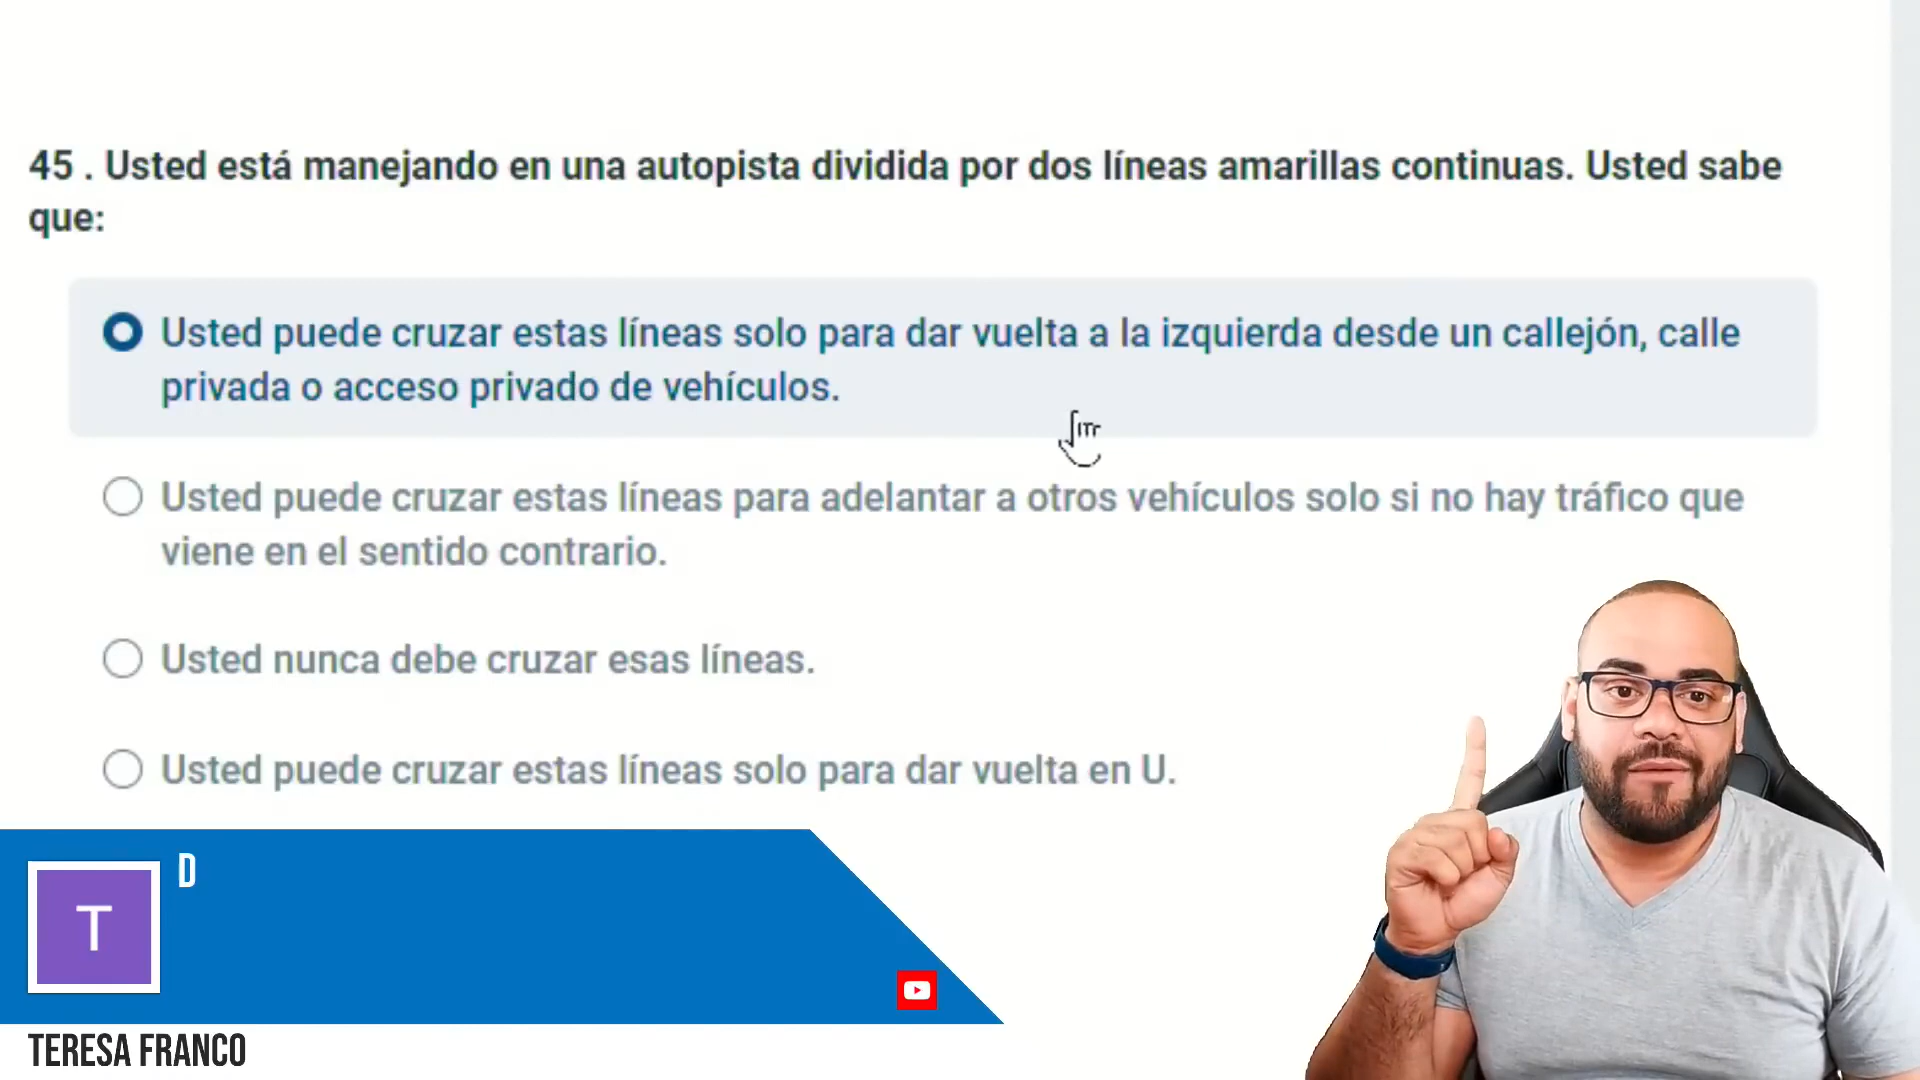 45 . Usted está manejando en una autopista dividida por dos líneas amarillas continuas. Usted sabe
que:
Usted puede cruzar estas líneas solo para dar vuelta a la izquierda desde un callejón, calle
privada o acceso privado de vehículos.
Usted puede cruzar estas líneas para adelantar a otros vehículos solo si no hay tráfico que
viene en el sentido contrario.
Usted nunca debe cruzar esas líneas.
Usted puede cruzar estas líneas solo para dar vuelta en U.
D
T
TERESA FRANCO